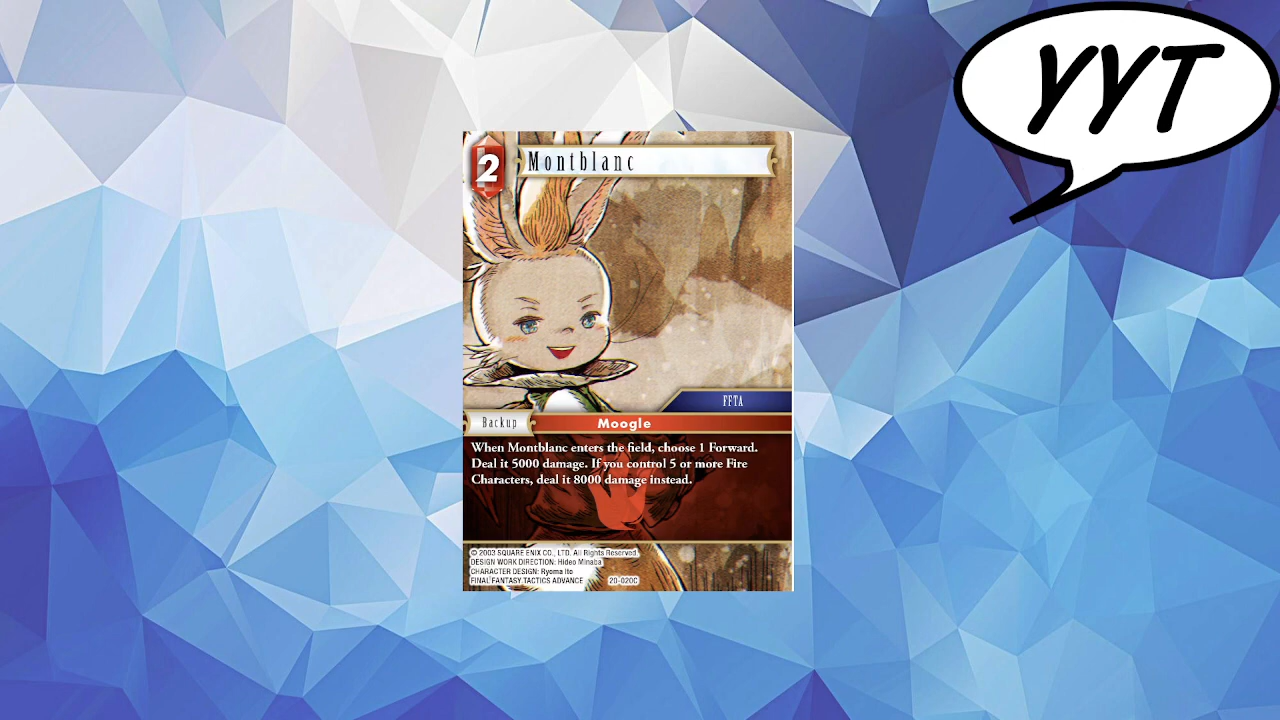 YYT
2
Montblanc
FFTA
Backup
Moogle
When Montblanc enters the field, choose 1 Forward.
Deal it 5000 damage. If you control 5 or more Fire
Characters, deal it 8000 damage instead.
© 2003 SQUARE ENIX CO., LTD. All Rights Reserved.
DESIGN WORK DIRECTION: Hideo Minaba
CHARACTER DESIGN: Ryoma Ito
FINAL FANTASY TACTICS ADVANCE
20-020C